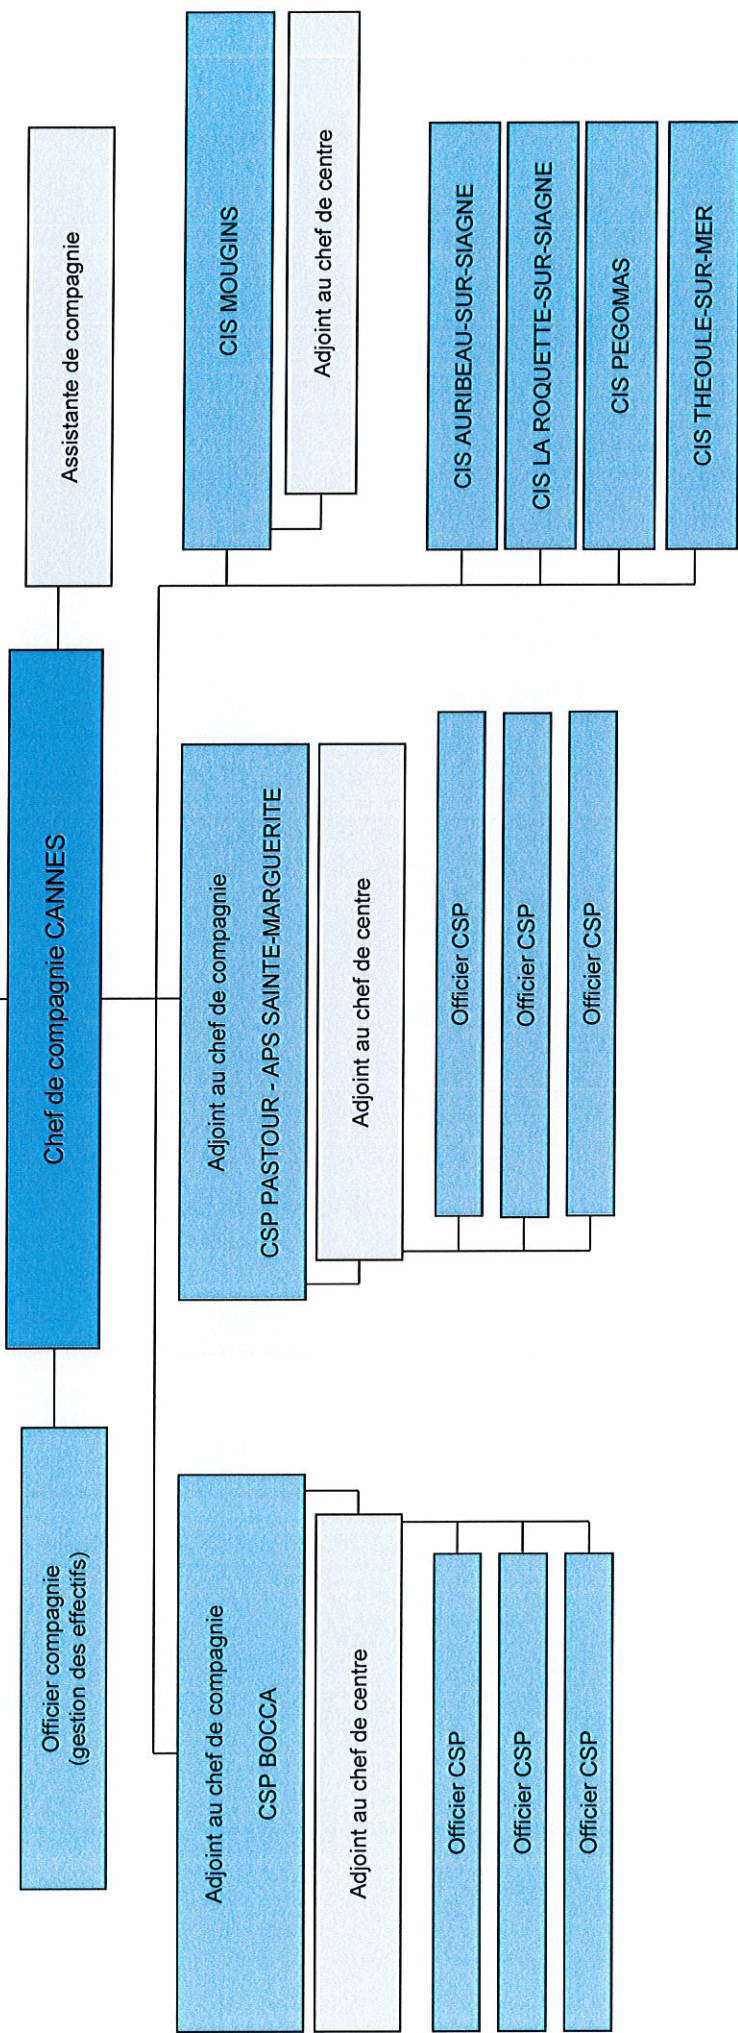 Chef de compagnie CANNES
Officier compagnie
(gestion des effectifs)
Assistante de compagnie
Adjoint au chef de compagnie
CSP BOCCA
Adjoint au chef de centre
Officier CSP
Officier CSP
Officier CSP
Adjoint au chef de compagnie
CSP PASTOUR - APS SAINTE-MARGUERITE
Adjoint au chef de centre
Officier CSP
Officier CSP
Officier CSP
CIS MOUGINS
Adjoint au chef de centre
CIS AURIBEAU-SUR-SIAGNE
CIS LA ROQUETTE-SUR-SIAGNE
CIS PEGOMAS
CIS THEOULE-SUR-MER